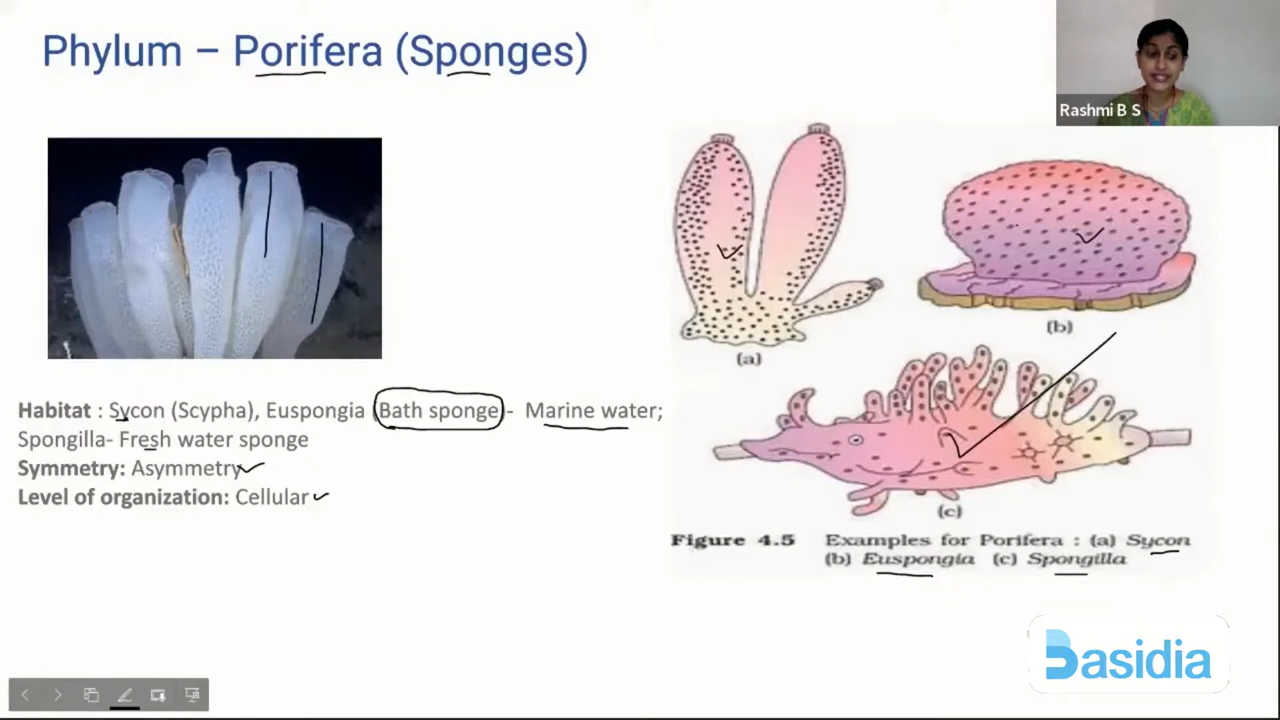 Phylum – Porifera (Sponges)
Rashmi B S
(a)
(b)
Habitat : Sycon (Scypha), Euspongia (Bath sponge) - Marine water;
Spongilla- Fresh water sponge
Symmetry: Asymmetry
Level of organization: Cellular
(c)
Figure 4.5 Examples for Porifera : (a) Sycon
(b) Euspongia (c) Spongilla
Basidia